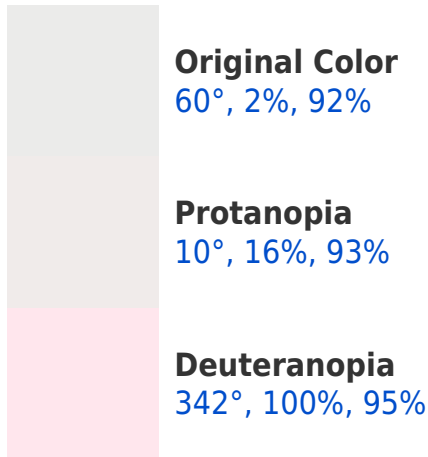 Original Color
60°, 2%, 92%
Protanopia
10°, 16%, 93%
Deuteranopia
342°, 100%, 95%